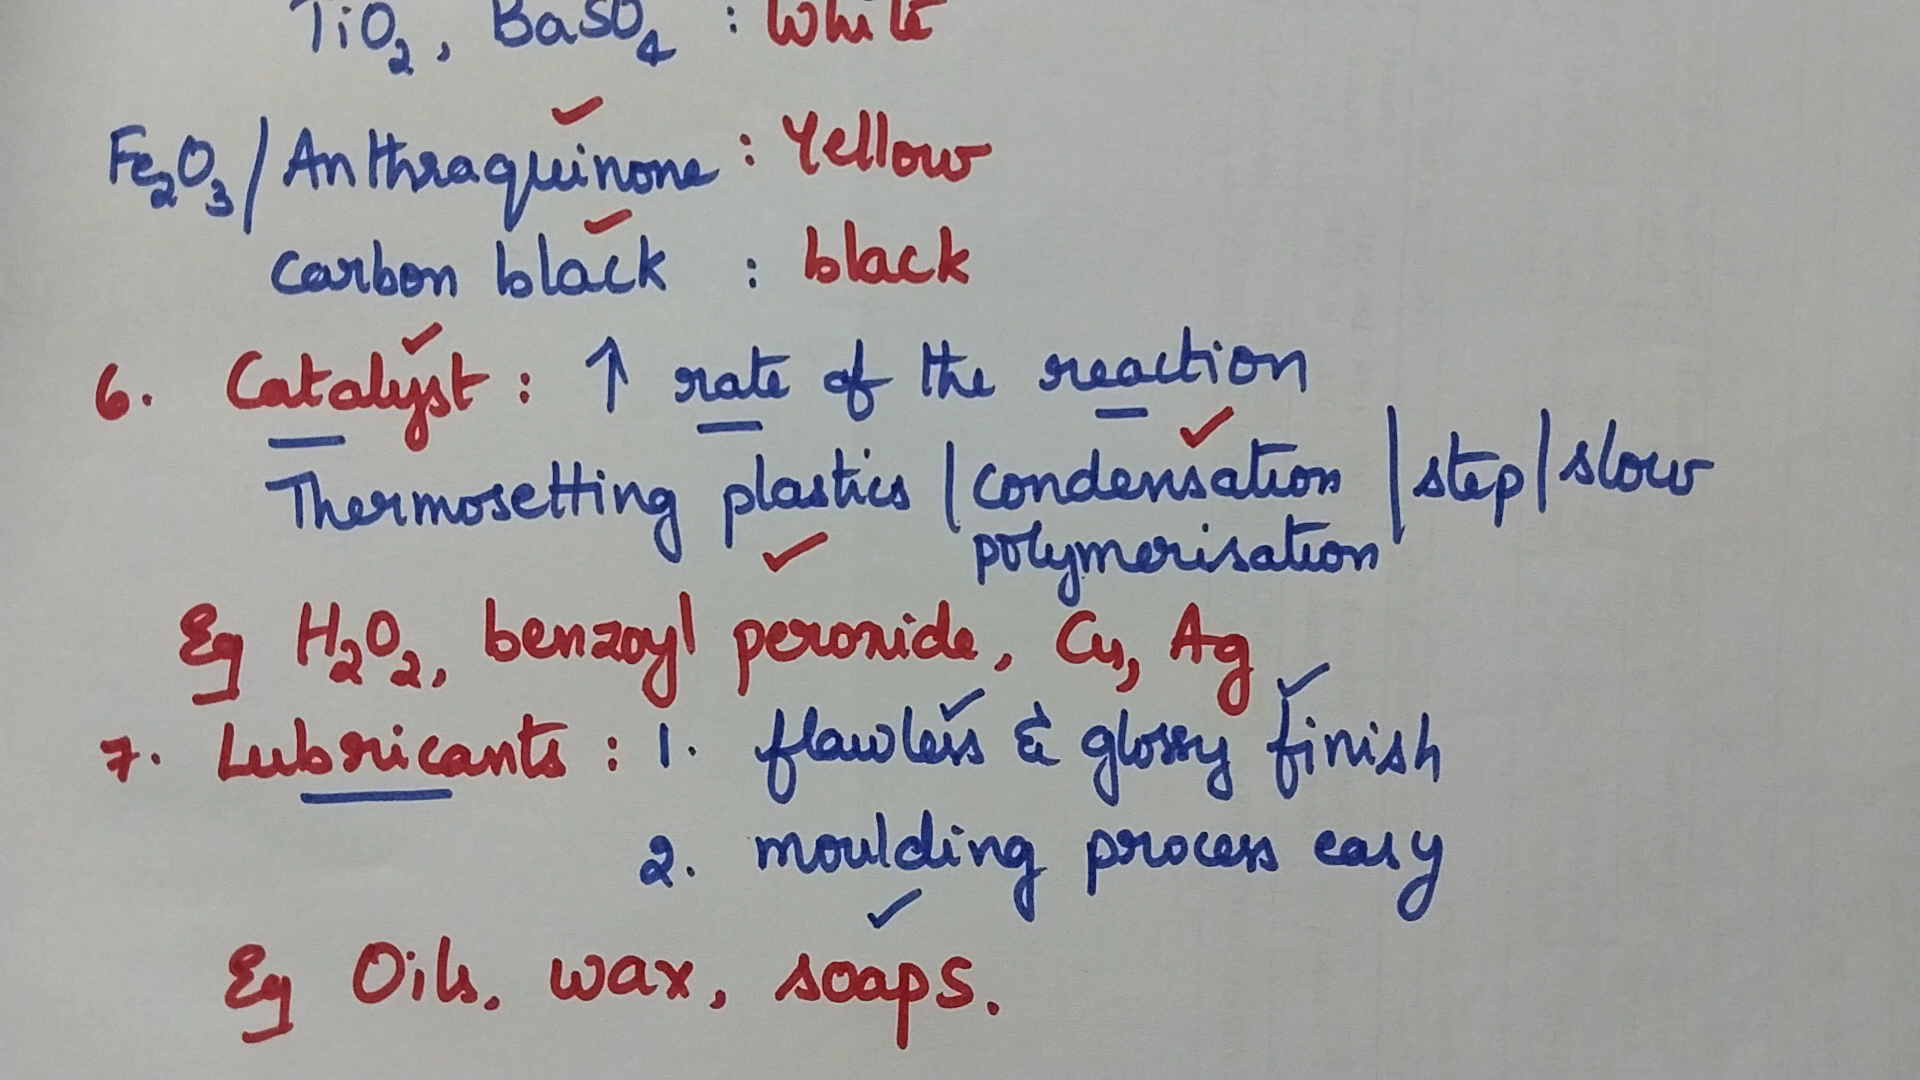 TiO₂, BaSO₄ : White
Fe₂O₃/Anthraquinone : Yellow
carbon black : black
6. Catalyst : ↑ rate of the reaction
Thermosetting plastics / condensation / step / slow
polymerisation
Eg H₂O₂, benzoyl peroxide, Cu, Ag
7. Lubricants : 1. flawless & glossy finish
2. moulding process easy
Eg Oils, wax, soaps.